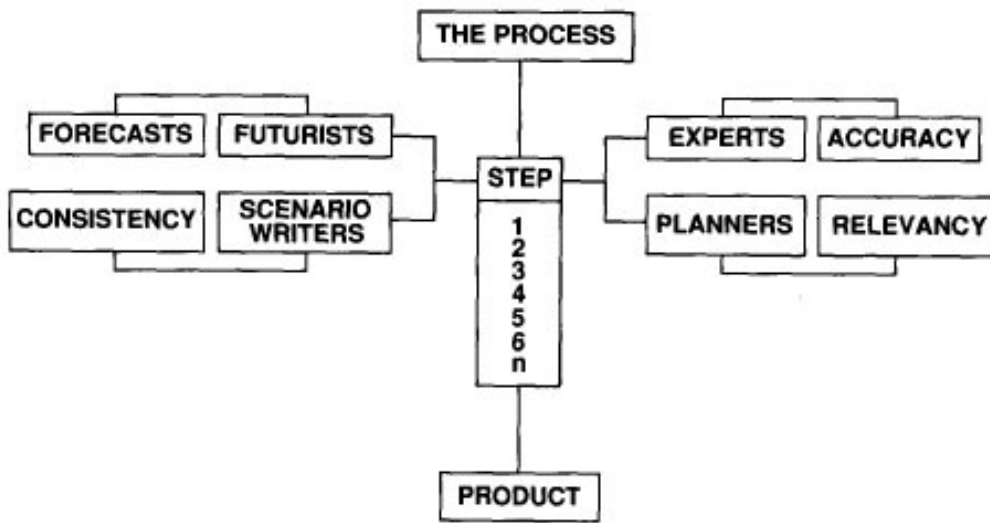 THE PROCESS
FORECASTS
FUTURISTS
EXPERTS
ACCURACY
STEP
CONSISTENCY
SCENARIO
WRITERS
PLANNERS
RELEVANCY
1
2
3
4
5
6
n
PRODUCT